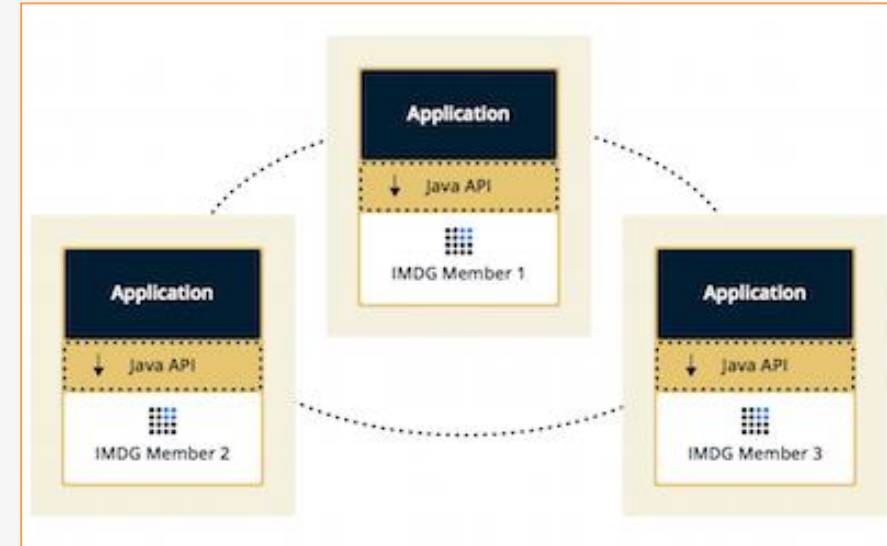 Application
Java API
IMDG Member 1
Application
Java API
IMDG Member 2
Application
Java API
IMDG Member 3